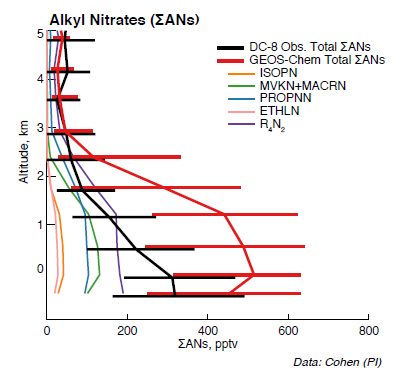 Alkyl Nitrates (ΣANs)
DC-8 Obs. Total ΣANs
GEOS-Chem Total ΣANs
ISOPN
MVKN+MACRN
PROPNN
ETHLN
R4N2
Altitude, km
5
4
3
2
1
0
0 200 400 600 800
ΣANs, pptv
Data: Cohen (PI)